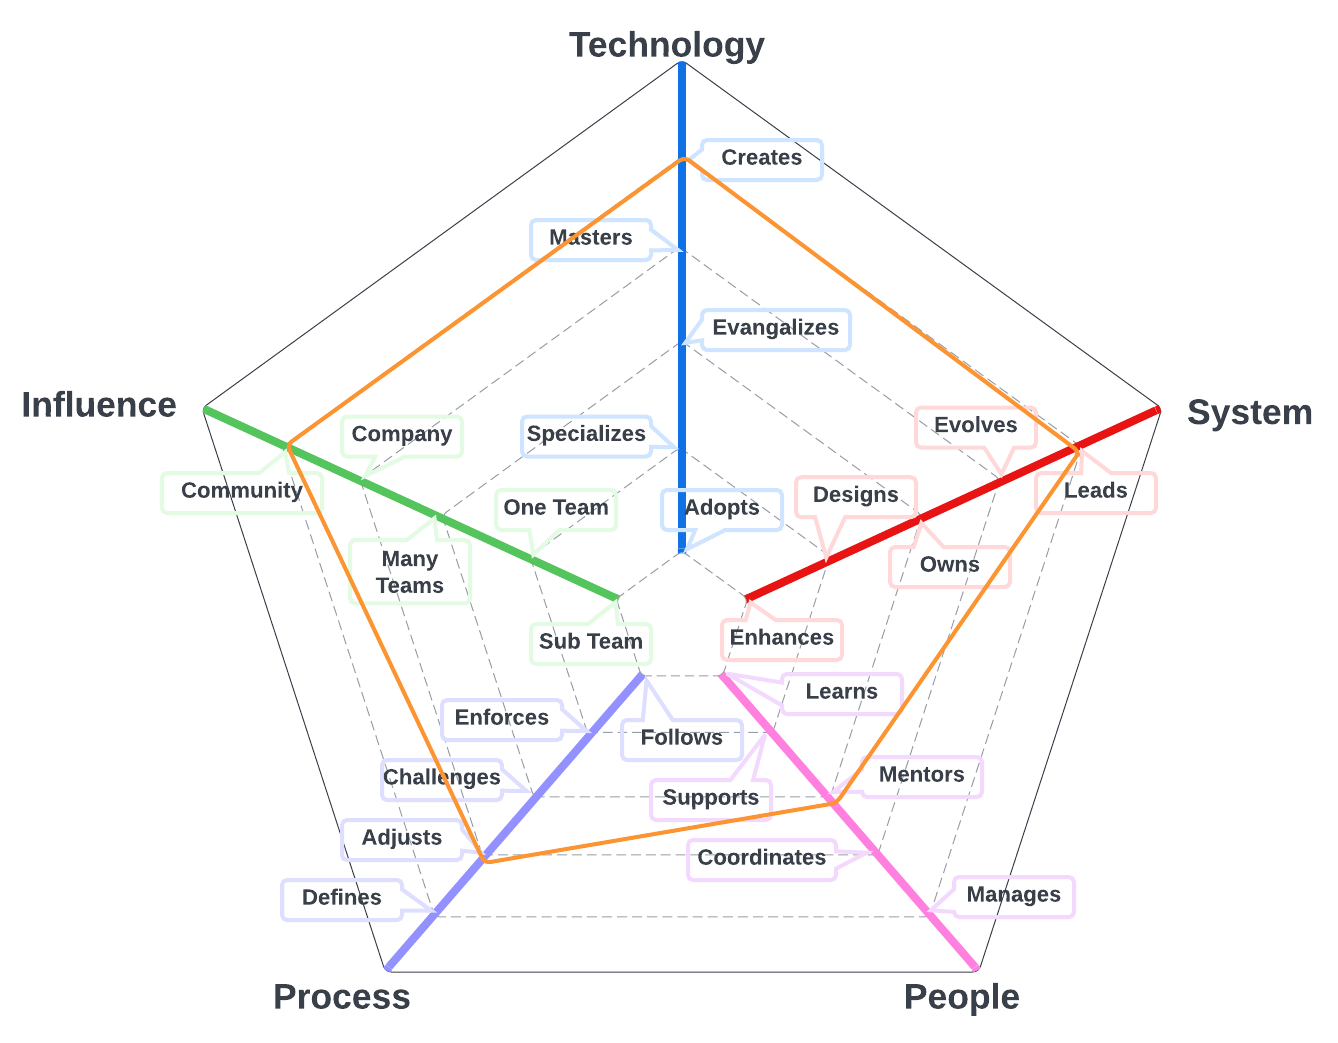 Technology
Creates
Masters
Evangalizes
Influence
System
Company
Evolves
Specializes
Community
Leads
Designs
One Team
Adopts
Many
Teams
Owns
Sub Team
Enhances
Learns
Enforces
Follows
Challenges
Mentors
Supports
Adjusts
Coordinates
Defines
Manages
Process
People